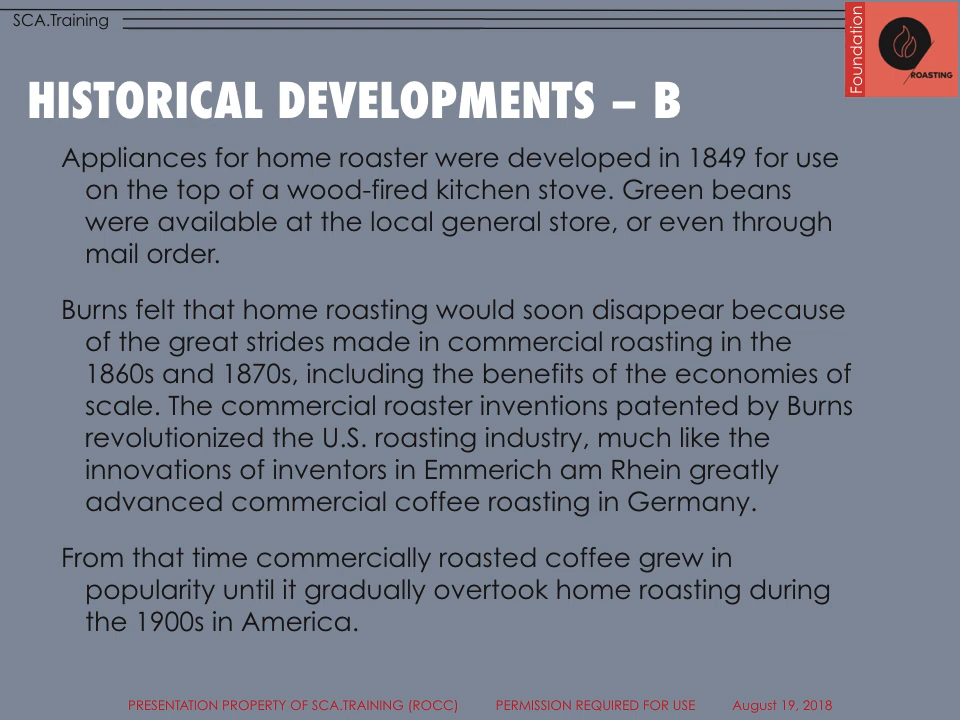 SCA.Training
Foundation
ROASTING
HISTORICAL DEVELOPMENTS – B
Appliances for home roaster were developed in 1849 for use
on the top of a wood-fired kitchen stove. Green beans
were available at the local general store, or even through
mail order.
Burns felt that home roasting would soon disappear because
of the great strides made in commercial roasting in the
1860s and 1870s, including the benefits of the economies of
scale. The commercial roaster inventions patented by Burns
revolutionized the U.S. roasting industry, much like the
innovations of inventors in Emmerich am Rhein greatly
advanced commercial coffee roasting in Germany.
From that time commercially roasted coffee grew in
popularity until it gradually overtook home roasting during
the 1900s in America.
PRESENTATION PROPERTY OF SCA.TRAINING (ROCC) PERMISSION REQUIRED FOR USE August 19, 2018